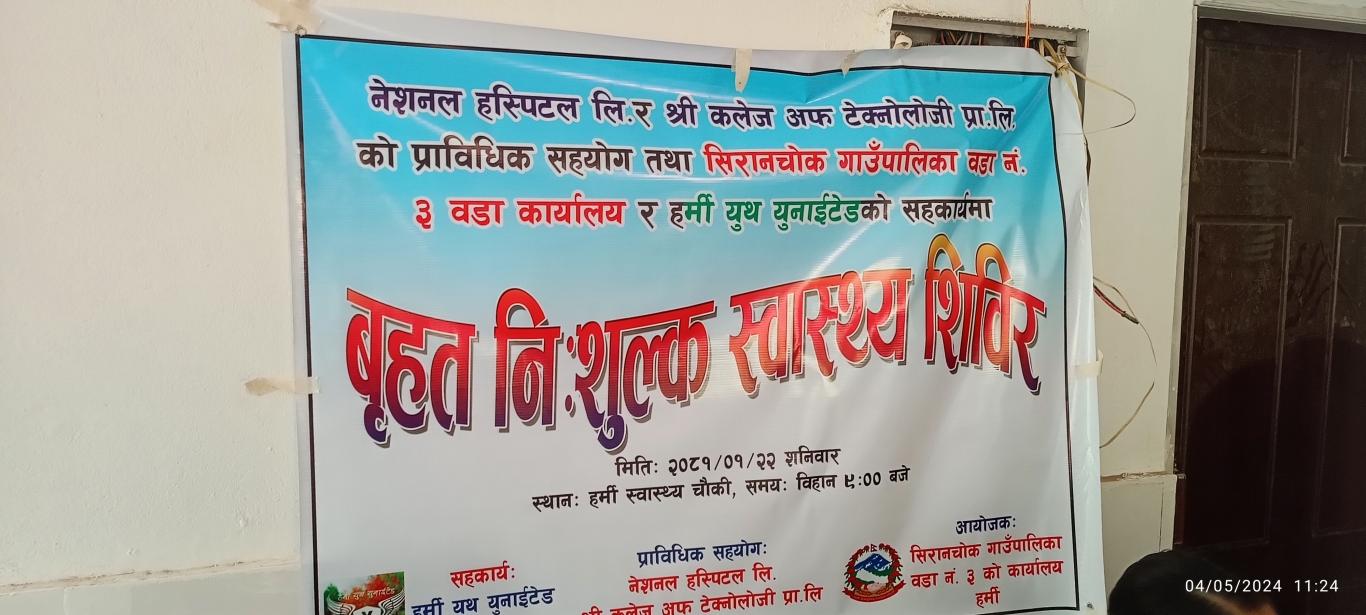 नेशनल हस्पिटल लि.र श्री कलेज अफ टेक्नोलोजी प्रा.लि.
को प्राविधिक सहयोग तथा सिरानचोक गाउँपालिका वडा नं.
३ वडा कार्यालय र हर्मी युथ युनाईटेडको सहकार्यमा
बृहत निःशुल्क स्वास्थ्य शिविर
मितिः २०८१/०१/२२ शनिवार
स्थानः हर्मी स्वास्थ्य चौकी, समयः विहान ९:०० बजे
सहकार्यः
हर्मी यूथ युनाईटेड
प्राविधिक सहयोगः
नेशनल हस्पिटल लि.
श्री कलेज अफ टेक्नोलोजी प्रा.लि
आयोजकः
सिरानचोक गाउँपालिका
वडा नं. ३ को कार्यालय
हर्मी
04/05/2024 11:24